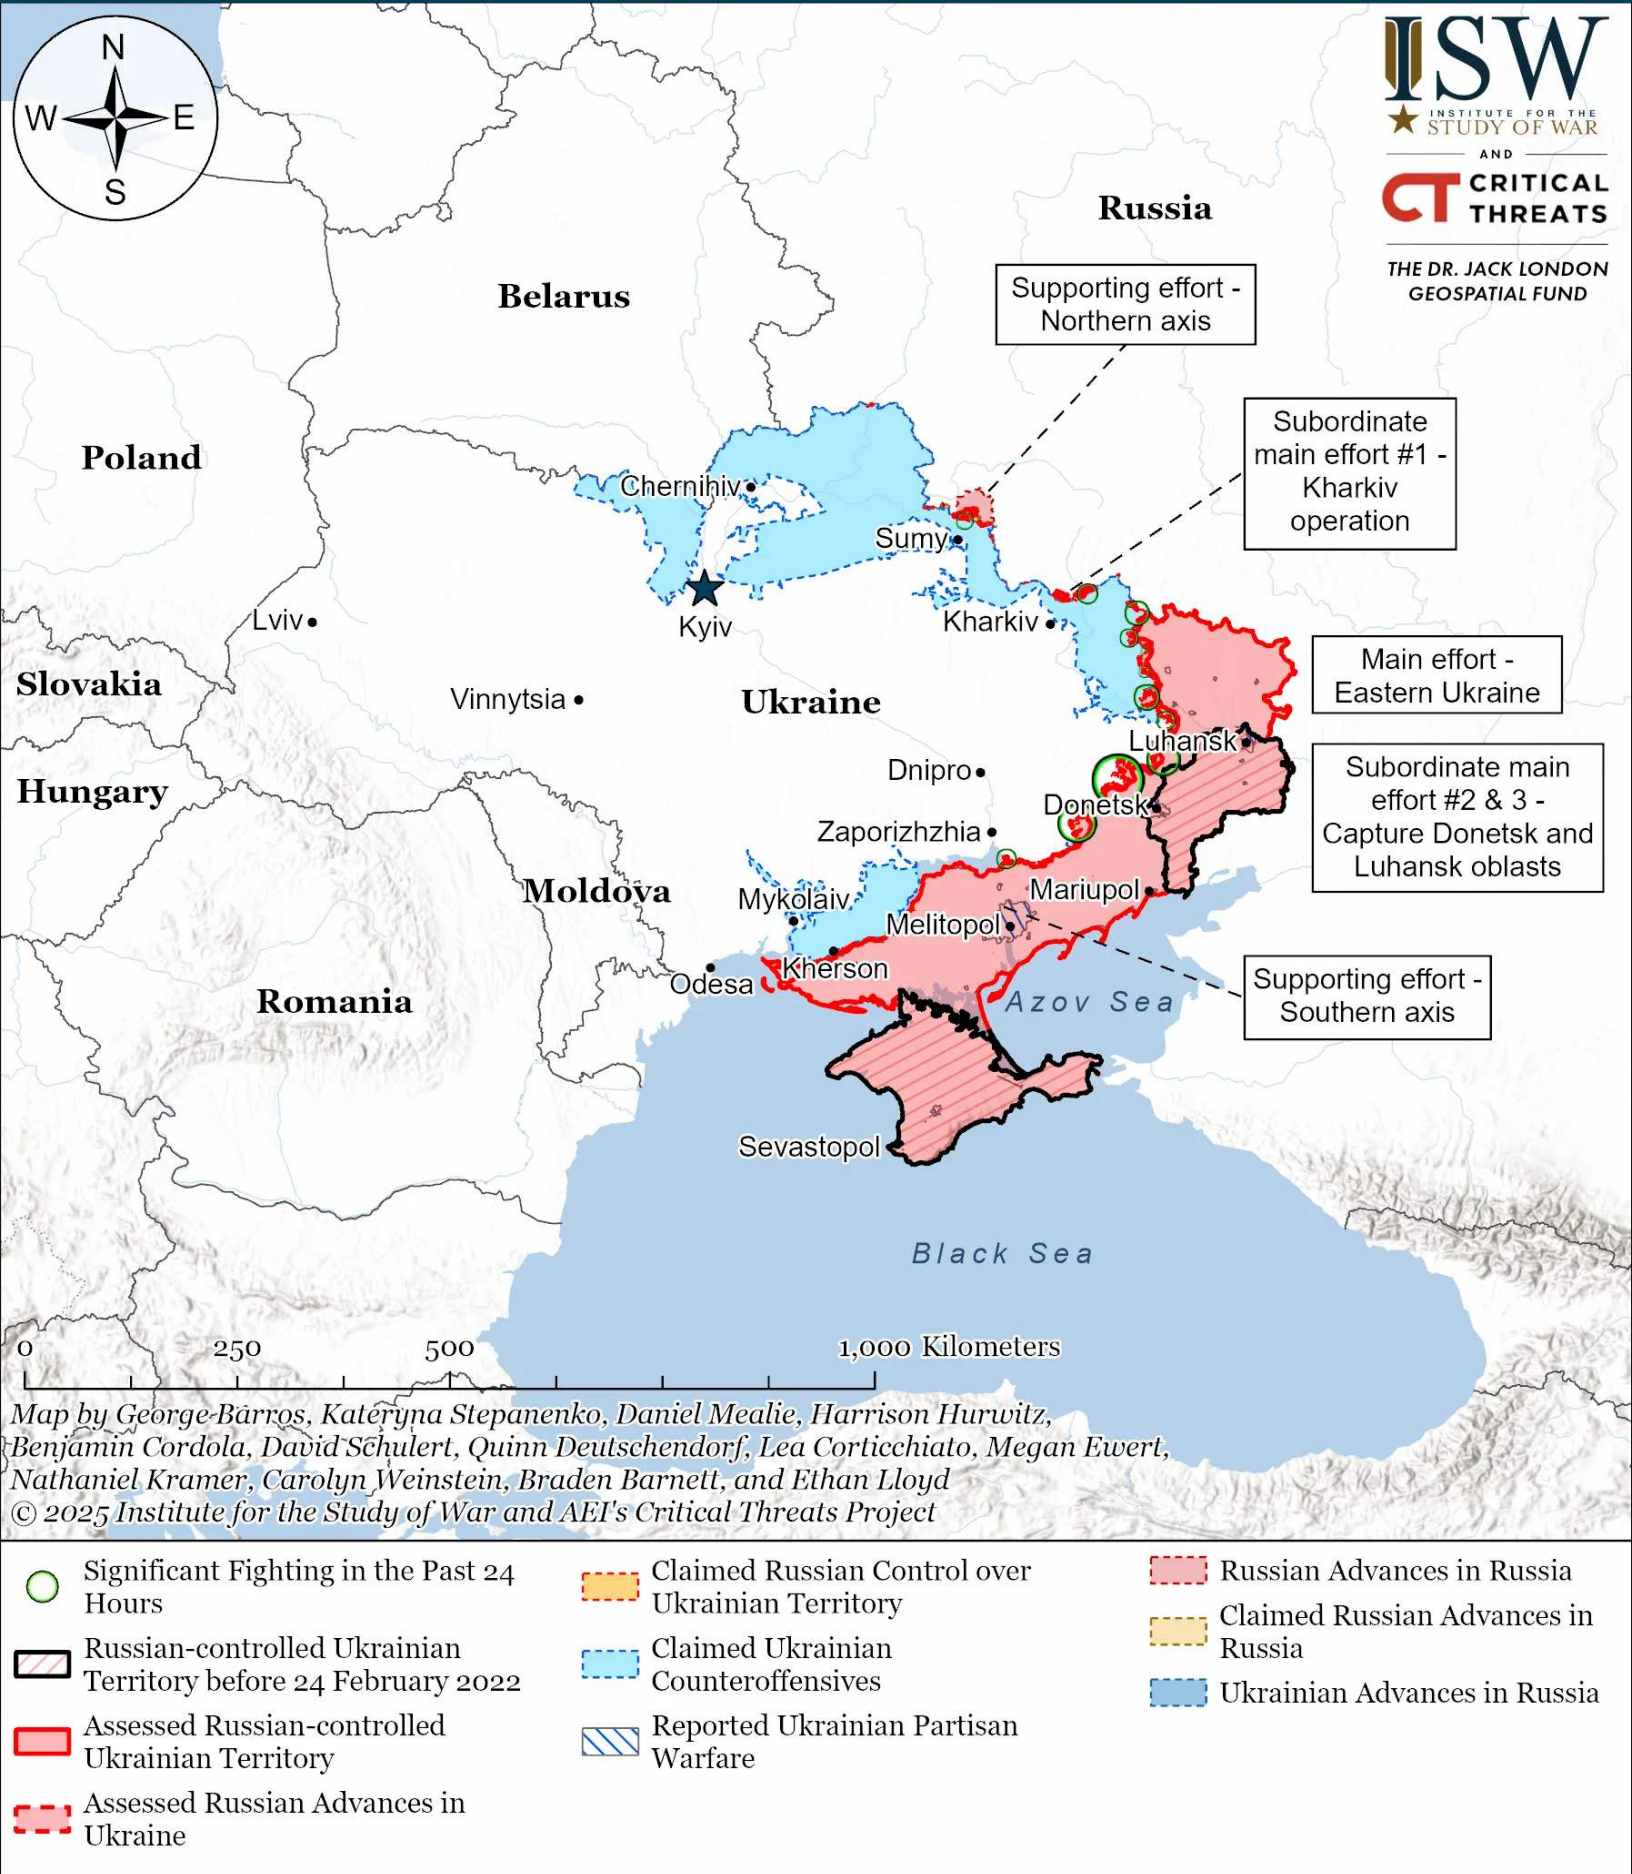 N
W
E
S
ISW
INSTITUTE FOR THE
STUDY OF WAR
AND
CT CRITICAL
THREATS
THE DR. JACK LONDON
GEOSPATIAL FUND
Russia
Supporting effort -
Northern axis
Belarus
Subordinate
main effort #1 -
Kharkiv
operation
Poland
Chernihiv
Sumy
Kyiv
Lviv
Kharkiv
Main effort -
Eastern Ukraine
Slovakia
Vinnytsia
Ukraine
Luhansk
Hungary
Dnipro
Donetsk
Subordinate main
effort #2 & 3 -
Capture Donetsk and
Luhansk oblasts
Zaporizhzhia
Moldova
Mykolaiv
Mariupol
Melitopol
Kherson
Odesa
Romania
Azov Sea
Supporting effort -
Southern axis
Sevastopol
Black Sea
0 250 500 1,000 Kilometers
Map by George Barros, Kateryna Stepanenko, Daniel Mealie, Harrison Hurwitz,
Benjamin Cordola, David Schulert, Quinn Deutschendorf, Lea Corticchiato, Megan Ewert,
Nathaniel Kramer, Carolyn Weinstein, Braden Barnett, and Ethan Lloyd
© 2025 Institute for the Study of War and AEI's Critical Threats Project
Significant Fighting in the Past 24
Hours
Russian-controlled Ukrainian
Territory before 24 February 2022
Assessed Russian-controlled
Ukrainian Territory
Assessed Russian Advances in
Ukraine
Claimed Russian Control over
Ukrainian Territory
Claimed Ukrainian
Counteroffensives
Reported Ukrainian Partisan
Warfare
Russian Advances in Russia
Claimed Russian Advances in
Russia
Ukrainian Advances in Russia